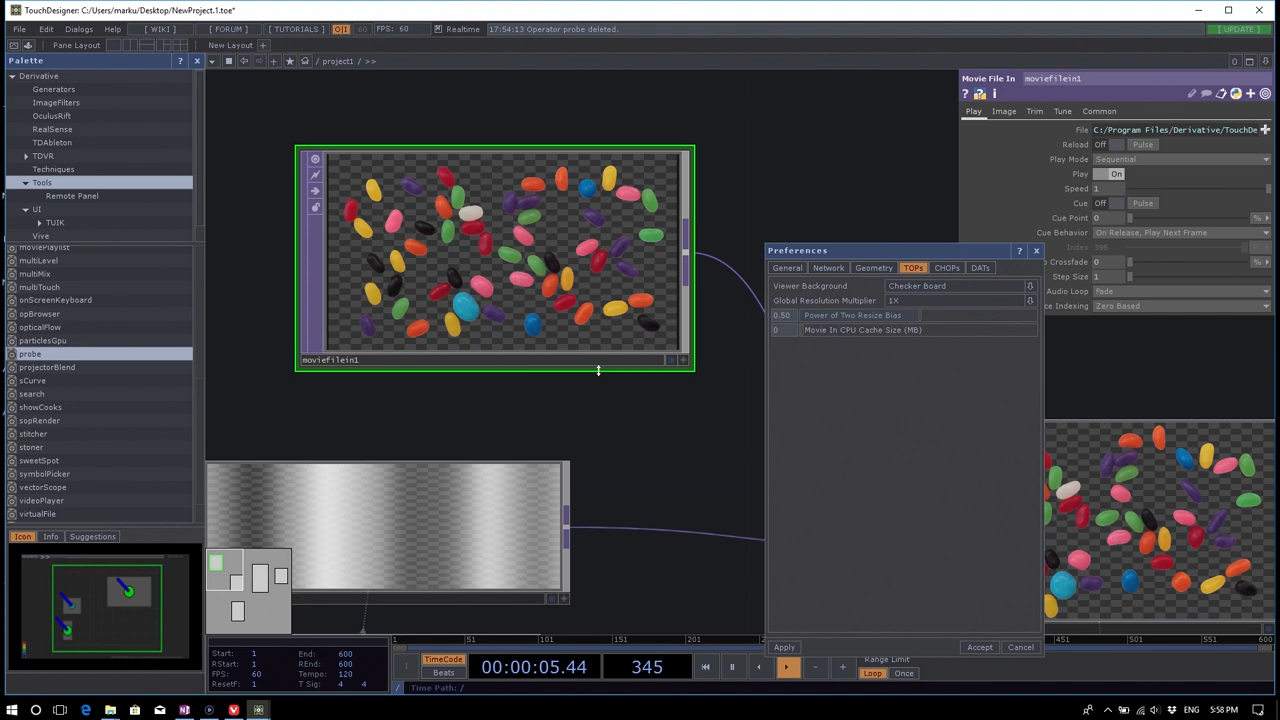 TouchDesigner: C:/Users/marku/Desktop/NewProject.1.toe*
File Edit Dialogs Help [ WIKI ] [ FORUM ] [ TUTORIALS ] O|I 60 FPS: 60 Realtime 17:54:13 Operator probe deleted. [ UPDATE ]
Pane Layout New Layout +
Palette ? x
/ project1 / >>
0
Derivative
Generators
ImageFilters
OculusRift
RealSense
TDAbleton
TDVR
Techniques
Tools
Remote Panel
UI
TUIK
Vive
moviePlaylist
multiLevel
multiMix
multiTouch
onScreenKeyboard
opBrowser
opticalFlow
particlesGpu
probe
projectorBlend
sCurve
search
showCooks
sopRender
stitcher
stoner
sweetSpot
symbolPicker
vectorScope
videoPlayer
virtualFile
Icon Info Suggestions
moviefilein1
Movie File In moviefilein1
? i
Play Image Trim Tune Common
File C:/Program Files/Derivative/TouchDe
Reload Off Pulse
Play Mode Sequential
Play On
Speed 1
Cue Off Pulse
Cue Point 0 %
Cue Behavior On Release, Play Next Frame
Index 396
Crossfade 0
Step Size 1
Audio Loop Fade
ence Indexing Zero Based
Preferences ? x
General Network Geometry TOPs CHOPs DATs
Viewer Background Checker Board
Global Resolution Multiplier 1X
0.50 Power of Two Resize Bias
0 Movie In CPU Cache Size (MB)
Apply Accept Cancel
1 51 101 151 201 451 501 551 600
Start: 1 End: 600
RStart: 1 REnd: 600
FPS: 60 Tempo: 120
ResetF: 1 T Sig: 4 4
TimeCode
Beats
00:00:05.44 345
Range Limit
Loop Once
/ Time Path: /
5:58 PM